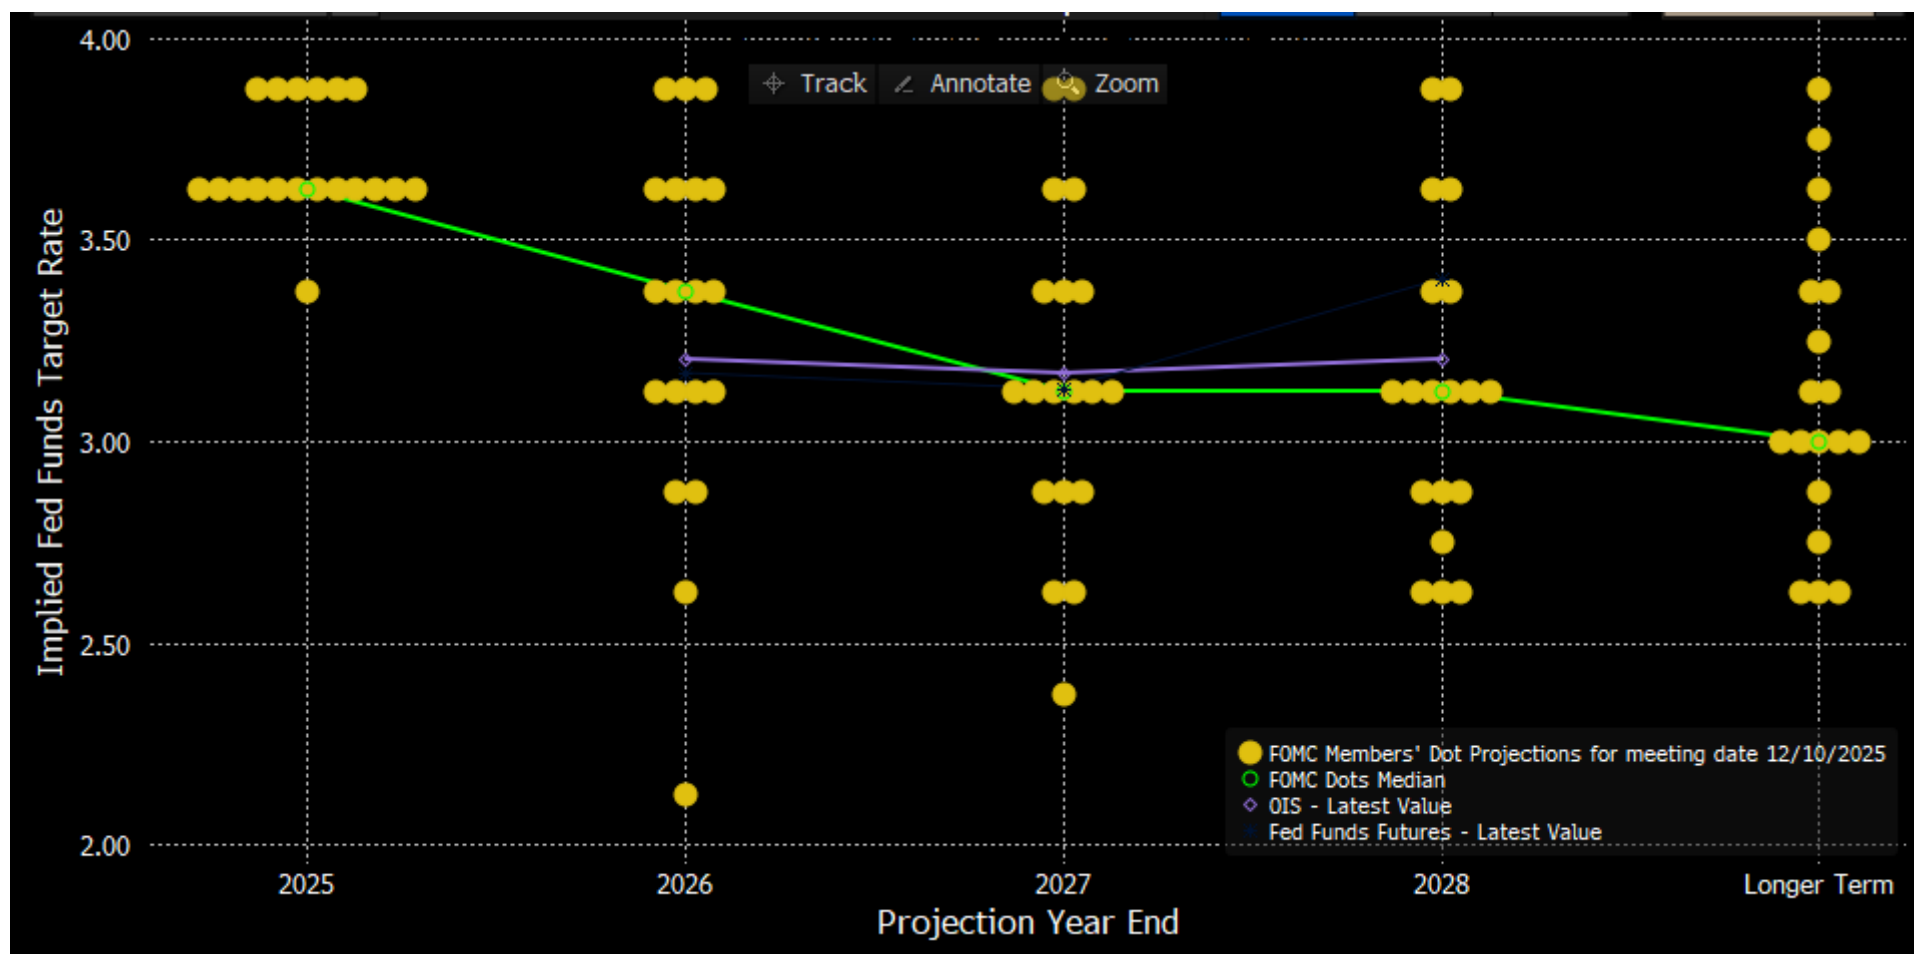 4.00
Track Annotate Zoom
3.50
3.00
2.50
2.00
Implied Fed Funds Target Rate
FOMC Members' Dot Projections for meeting date 12/10/2025
FOMC Dots Median
OIS - Latest Value
Fed Funds Futures - Latest Value
2025 2026 2027 2028 Longer Term
Projection Year End